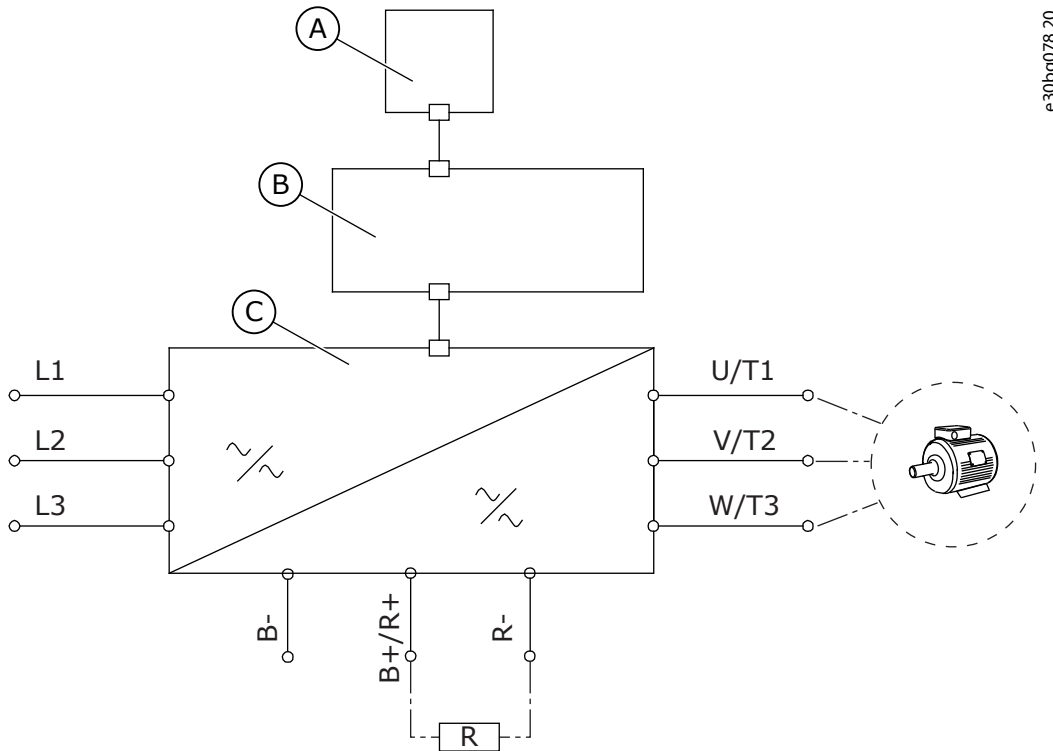 A
e30bg078.20
B
C
L1
U/T1
L2
V/T2
L3
W/T3
B-
B+/R+
R-
R